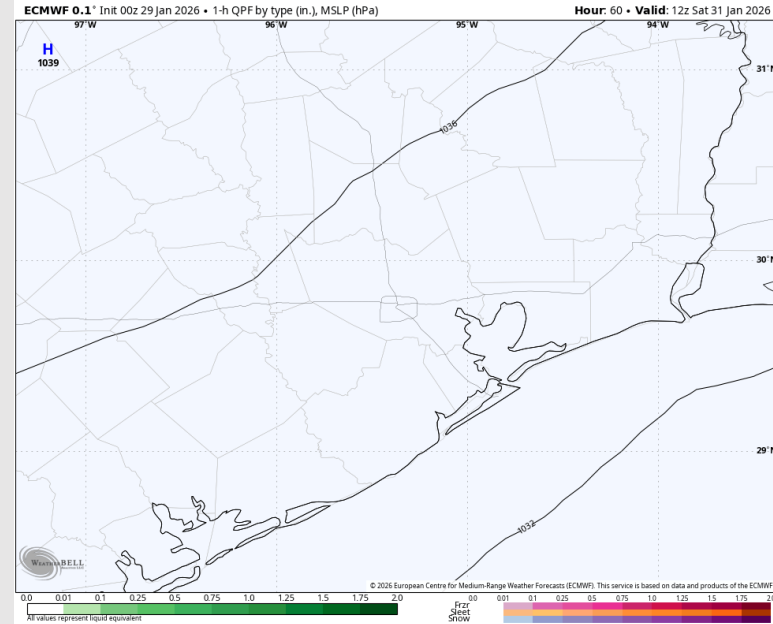 ECMWF 0.1° Init 00z 29 Jan 2026 • 1-h QPF by type (in.), MSLP (hPa) Hour: 60 • Valid: 12z Sat 31 Jan 2026
97°W 96°W 95°W 94°W
H
1039
31°N
1036
30°N
29°N
1032
WEATHERBELL
© 2026 European Centre for Medium-Range Weather Forecasts (ECMWF). This service is based on data and products of the ECMWF
0.0 0.01 0.1 0.25 0.5 0.75 1.0 1.25 1.5 1.75 2.0
All values represent liquid equivalent
0.0 0.01 0.1 0.25 0.5 0.75 1.0 1.25 1.5 1.75 2.0
Frzr
Sleet
Snow